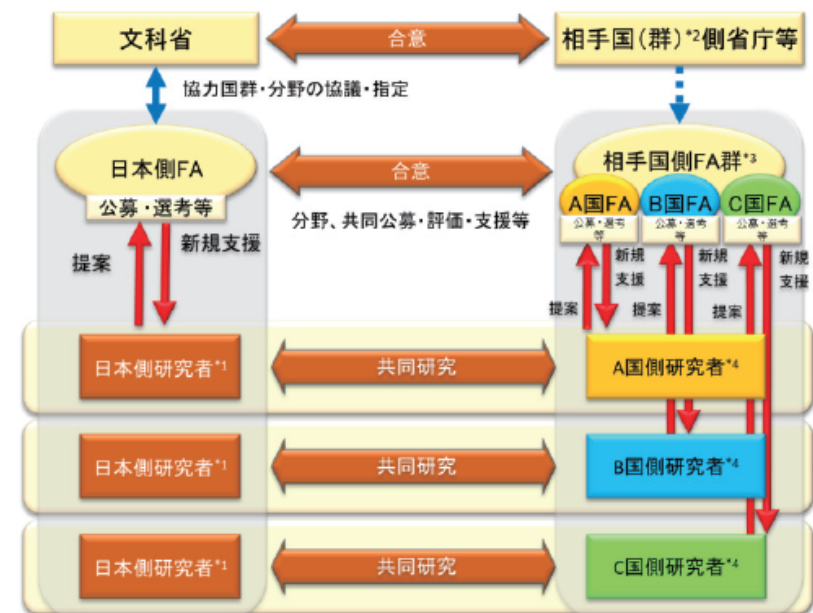 文科省
合意
相手国(群)*2側省庁等
協力国群・分野の協議・指定
日本側FA
公募・選考等
合意
相手国側FA群*3
分野、共同公募・評価・支援等
A国FA
公募・選考
等
B国FA
公募・選考
等
C国FA
公募・選考
等
提案
新規支援
提案
新規
支援
提案
新規
支援
提案
新規
支援
日本側研究者*1
共同研究
A国側研究者*4
日本側研究者*1
共同研究
B国側研究者*4
日本側研究者*1
共同研究
C国側研究者*4